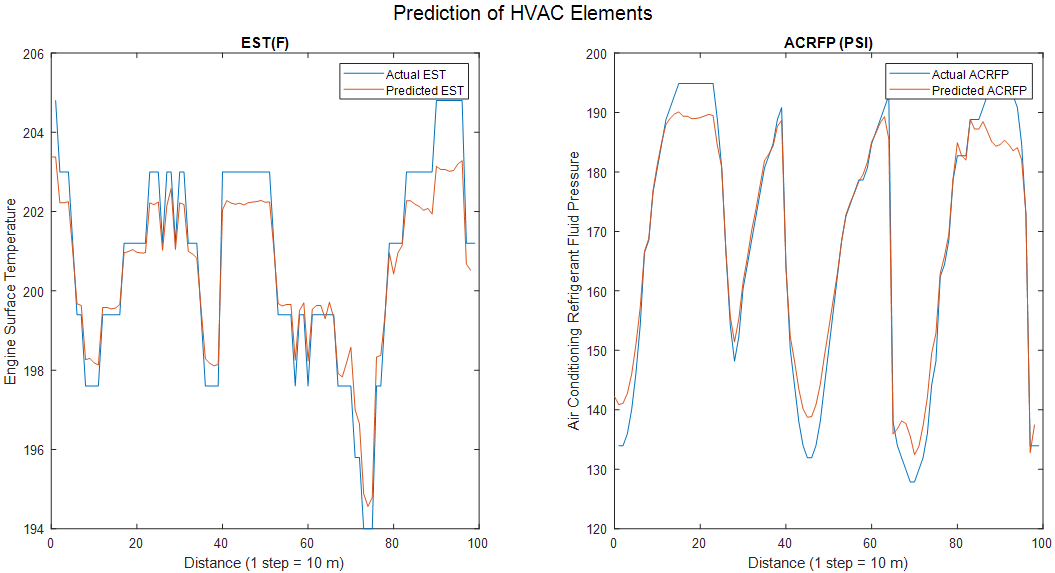 Prediction of HVAC Elements
EST(F)
206
204
202
200
198
196
194
Engine Surface Temperature
Actual EST
Predicted EST
0
20
40
60
80
100
Distance (1 step = 10 m)
ACRFP (PSI)
200
190
180
170
160
150
140
130
120
Air Conditioning Refrigerant Fluid Pressure
Actual ACRFP
Predicted ACRFP
0
20
40
60
80
100
Distance (1 step = 10 m)